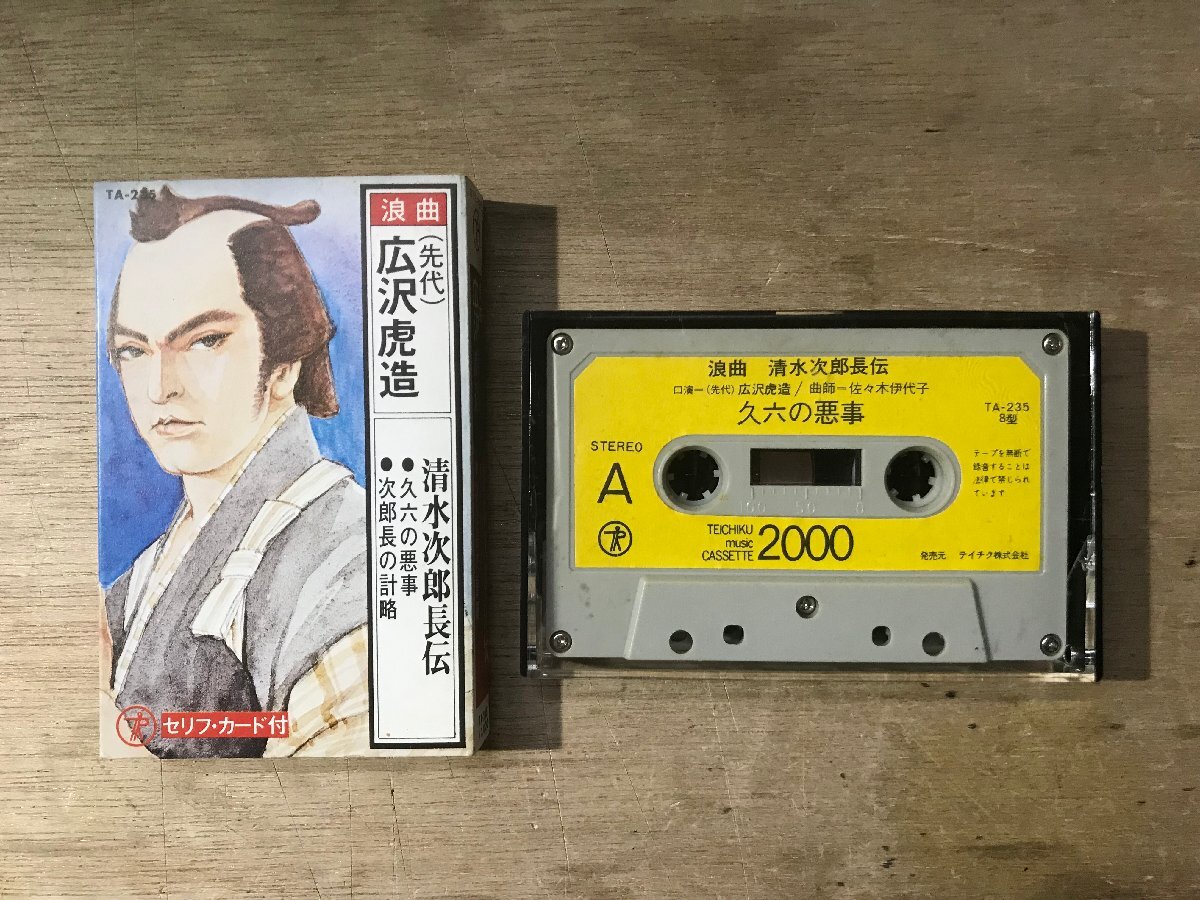 TA-235
浪曲
(先代)
広沢虎造
清水次郎長伝
●久六の悪事
●次郎長の計略
セリフ・カード付
浪曲 清水次郎長伝
口演ー(先代)広沢虎造/曲師ー佐々木伊代子
久六の悪事
TA-235
8型
STEREO
A
テープを無断で
録音することは
法律で禁じられ
ています
100 50 0
TEICHIKU
music
CASSETTE 2000
発売元 テイチク株式会社